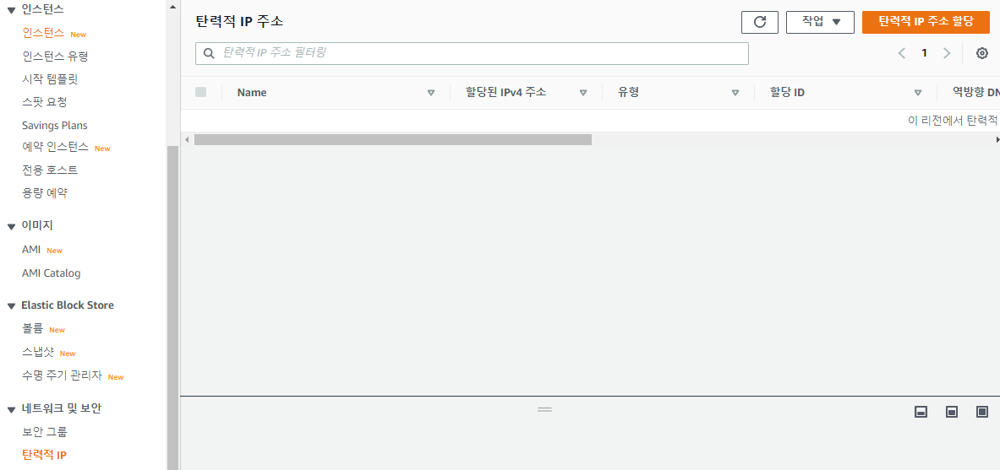 인스턴스
인스턴스 New
인스턴스 유형
시작 템플릿
스팟 요청
Savings Plans
예약 인스턴스 New
전용 호스트
용량 예약
이미지
AMI New
AMI Catalog
Elastic Block Store
볼륨 New
스냅샷 New
수명 주기 관리자 New
네트워크 및 보안
보안 그룹
탄력적 IP
탄력적 IP 주소
작업
탄력적 IP 주소 할당
탄력적 IP 주소 필터링
1
Name 할당된 IPv4 주소 유형 할당 ID 역방향 DN
이 리전에서 탄력적